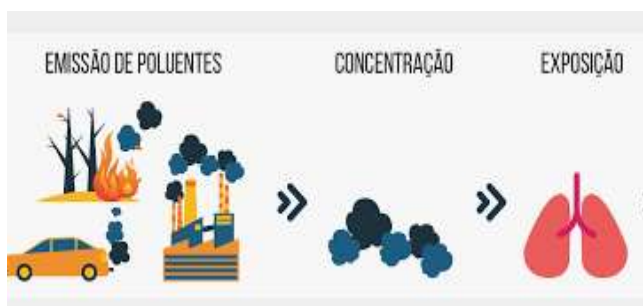 EMISSÃO DE POLUENTES
CONCENTRAÇÃO
EXPOSIÇÃO